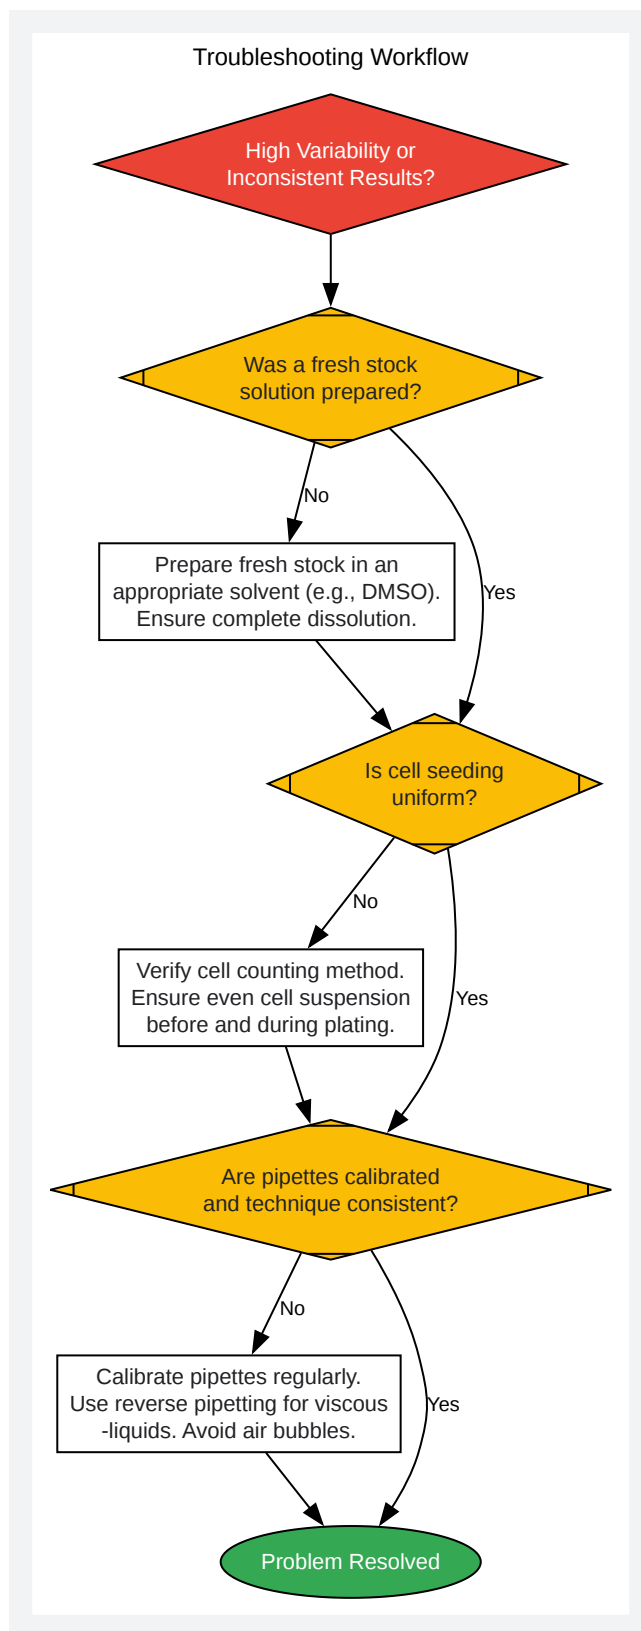 Troubleshooting Workflow
High Variability or
Inconsistent Results?
Was a fresh stock
solution prepared?
No
Prepare fresh stock in an
appropriate solvent (e.g., DMSO).
Ensure complete dissolution.
Yes
Is cell seeding
uniform?
No
Verify cell counting method.
Ensure even cell suspension
before and during plating.
Yes
Are pipettes calibrated
and technique consistent?
No
Calibrate pipettes regularly.
Use reverse pipetting for viscous
-liquids. Avoid air bubbles.
Yes
Problem Resolved